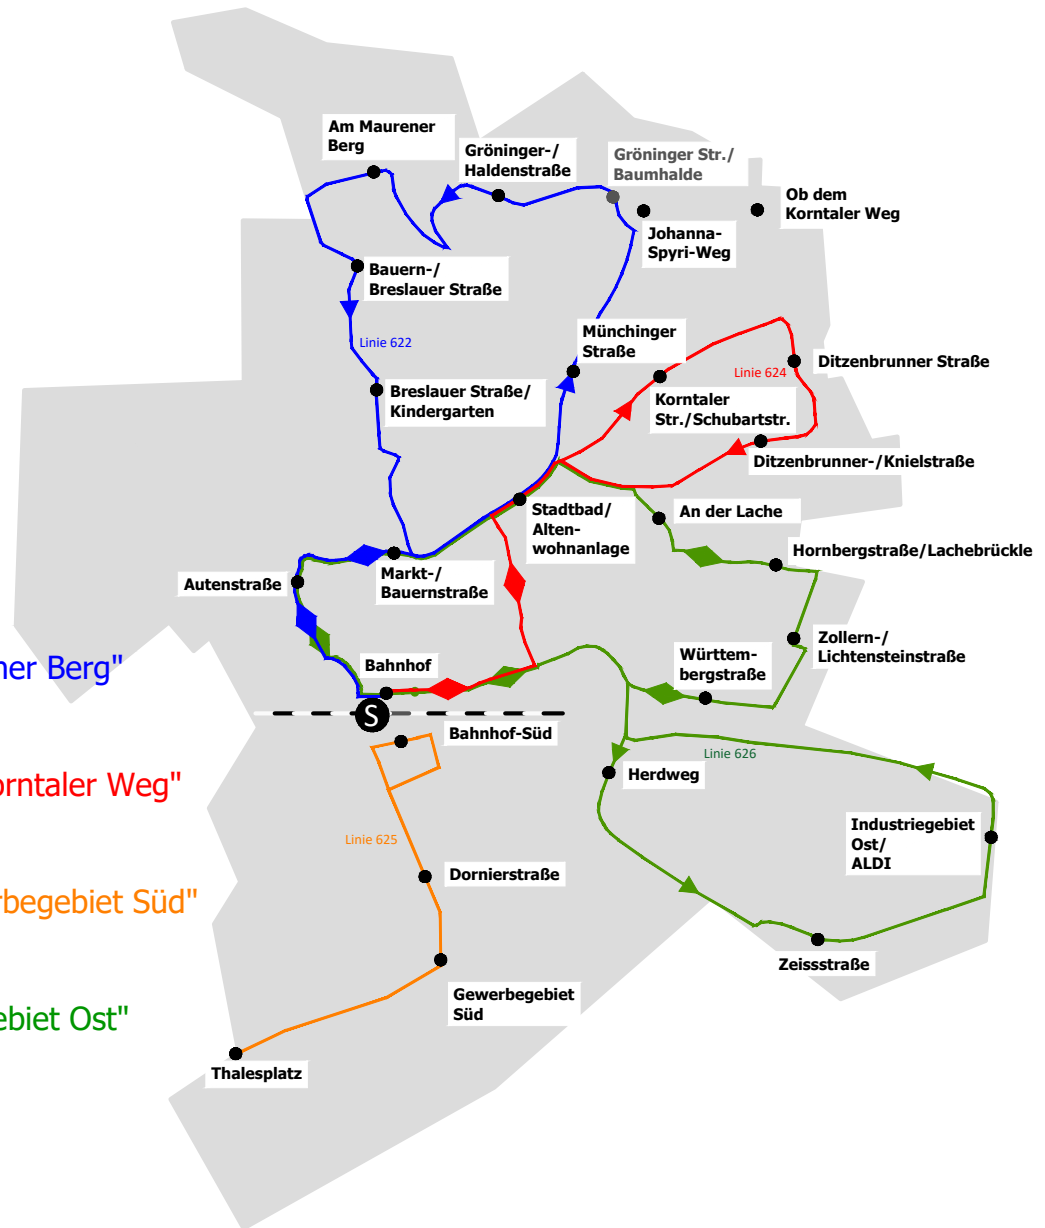 Am Maurener
Berg
Gröninger-/
Haldenstraße
Gröninger Str./
Baumhalde
Ob dem
Korntaler Weg
Johanna-
Spyri-Weg
Bauern-/
Breslauer Straße
Linie 622
Münchinger
Straße
Ditzenbrunner Straße
Linie 624
Breslauer Straße/
Kindergarten
Korntaler
Str./Schubartstr.
Ditzenbrunner-/Knielstraße
Stadtbad/
Alten-
wohnanlage
An der Lache
Hornbergstraße/Lachebrückle
Markt-/
Bauernstraße
Autenstraße
Zollern-/
Lichtensteinstraße
Württem-
bergstraße
Bahnhof
ner Berg"
S
Bahnhof-Süd
Linie 626
Herdweg
orntaler Weg"
Industriegebiet
Ost/
ALDI
Linie 625
Dornierstraße
rbegebiet Süd"
Zeissstraße
Gewerbegebiet
Süd
ebiet Ost"
Thalesplatz